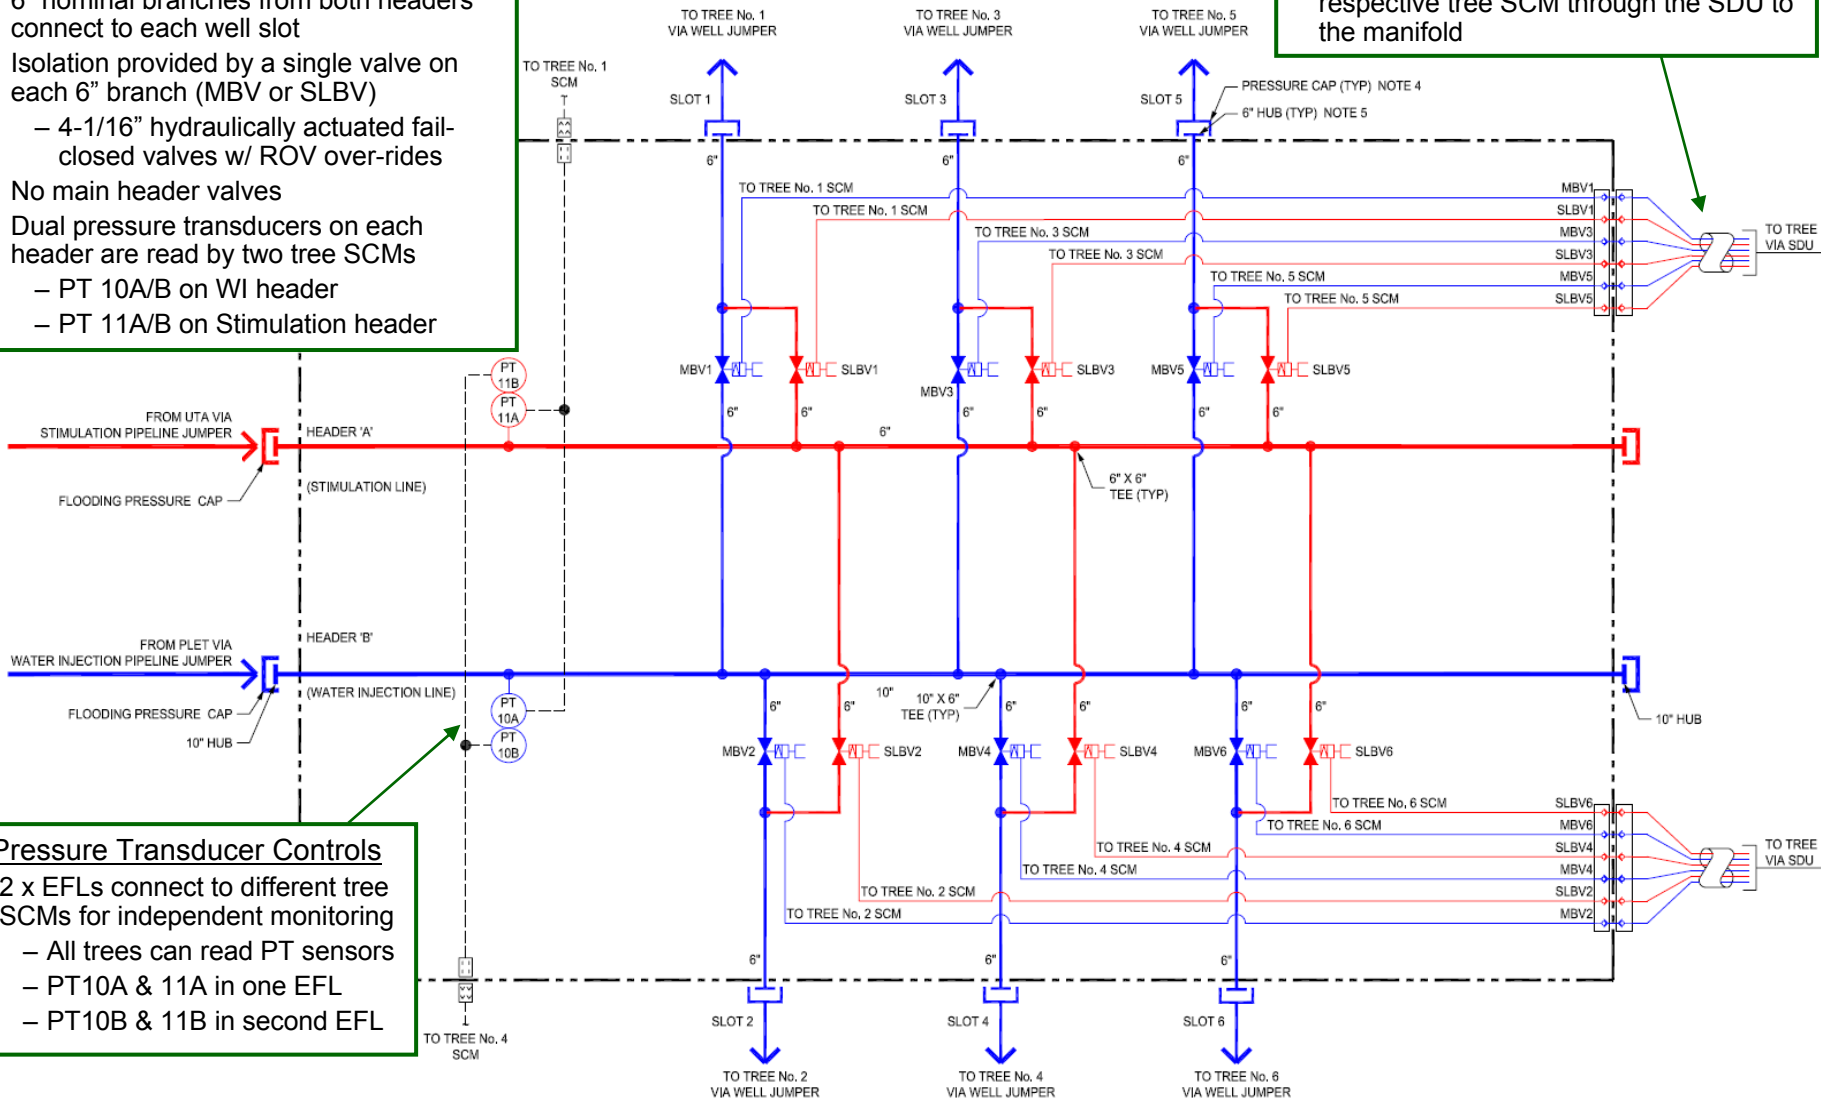 6" nominal branches from both headers
connect to each well slot
Isolation provided by a single valve on
each 6” branch (MBV or SLBV)
– 4-1/16” hydraulically actuated fail-
closed valves w/ ROV over-rides
No main header valves
Dual pressure transducers on each
header are read by two tree SCMs
– PT 10A/B on WI header
– PT 11A/B on Stimulation header
respective tree SCM through the SDU to
the manifold
TO TREE No. 1
VIA WELL JUMPER
TO TREE No. 3
VIA WELL JUMPER
TO TREE No. 5
VIA WELL JUMPER
TO TREE No. 1
SCM
SLOT 1
SLOT 3
SLOT 5
PRESSURE CAP (TYP) NOTE 4
6" HUB (TYP) NOTE 5
6"
6"
6"
TO TREE No. 1 SCM
MBV1
TO TREE No. 1 SCM
SLBV1
TO TREE No. 3 SCM
MBV3
TO TREE No. 3 SCM
SLBV3
TO TREE No. 5 SCM
MBV5
TO TREE No. 5 SCM
SLBV5
TO TREE
VIA SDU
MBV1
SLBV1
MBV3
SLBV3
MBV5
SLBV5
PT
11B
PT
11A
6"
6"
6"
6"
6"
6"
FROM UTA VIA
STIMULATION PIPELINE JUMPER
HEADER 'A'
6"
(STIMULATION LINE)
FLOODING PRESSURE CAP
6" X 6"
TEE (TYP)
FROM PLET VIA
WATER INJECTION PIPELINE JUMPER
HEADER 'B'
(WATER INJECTION LINE)
FLOODING PRESSURE CAP
10" HUB
PT
10A
PT
10B
10"
10" X 6"
TEE (TYP)
10" HUB
6"
6"
6"
6"
6"
6"
MBV2
SLBV2
MBV4
SLBV4
MBV6
SLBV6
TO TREE No. 6 SCM
SLBV6
TO TREE No. 6 SCM
MBV6
TO TREE No. 4 SCM
SLBV4
TO TREE No. 4 SCM
MBV4
TO TREE No. 2 SCM
SLBV2
TO TREE No. 2 SCM
MBV2
TO TREE
VIA SDU
Pressure Transducer Controls
2 x EFLs connect to different tree
SCMs for independent monitoring
– All trees can read PT sensors
– PT10A & 11A in one EFL
– PT10B & 11B in second EFL
TO TREE No. 4
SCM
6"
6"
6"
SLOT 2
SLOT 4
SLOT 6
TO TREE No. 2
VIA WELL JUMPER
TO TREE No. 4
VIA WELL JUMPER
TO TREE No. 6
VIA WELL JUMPER